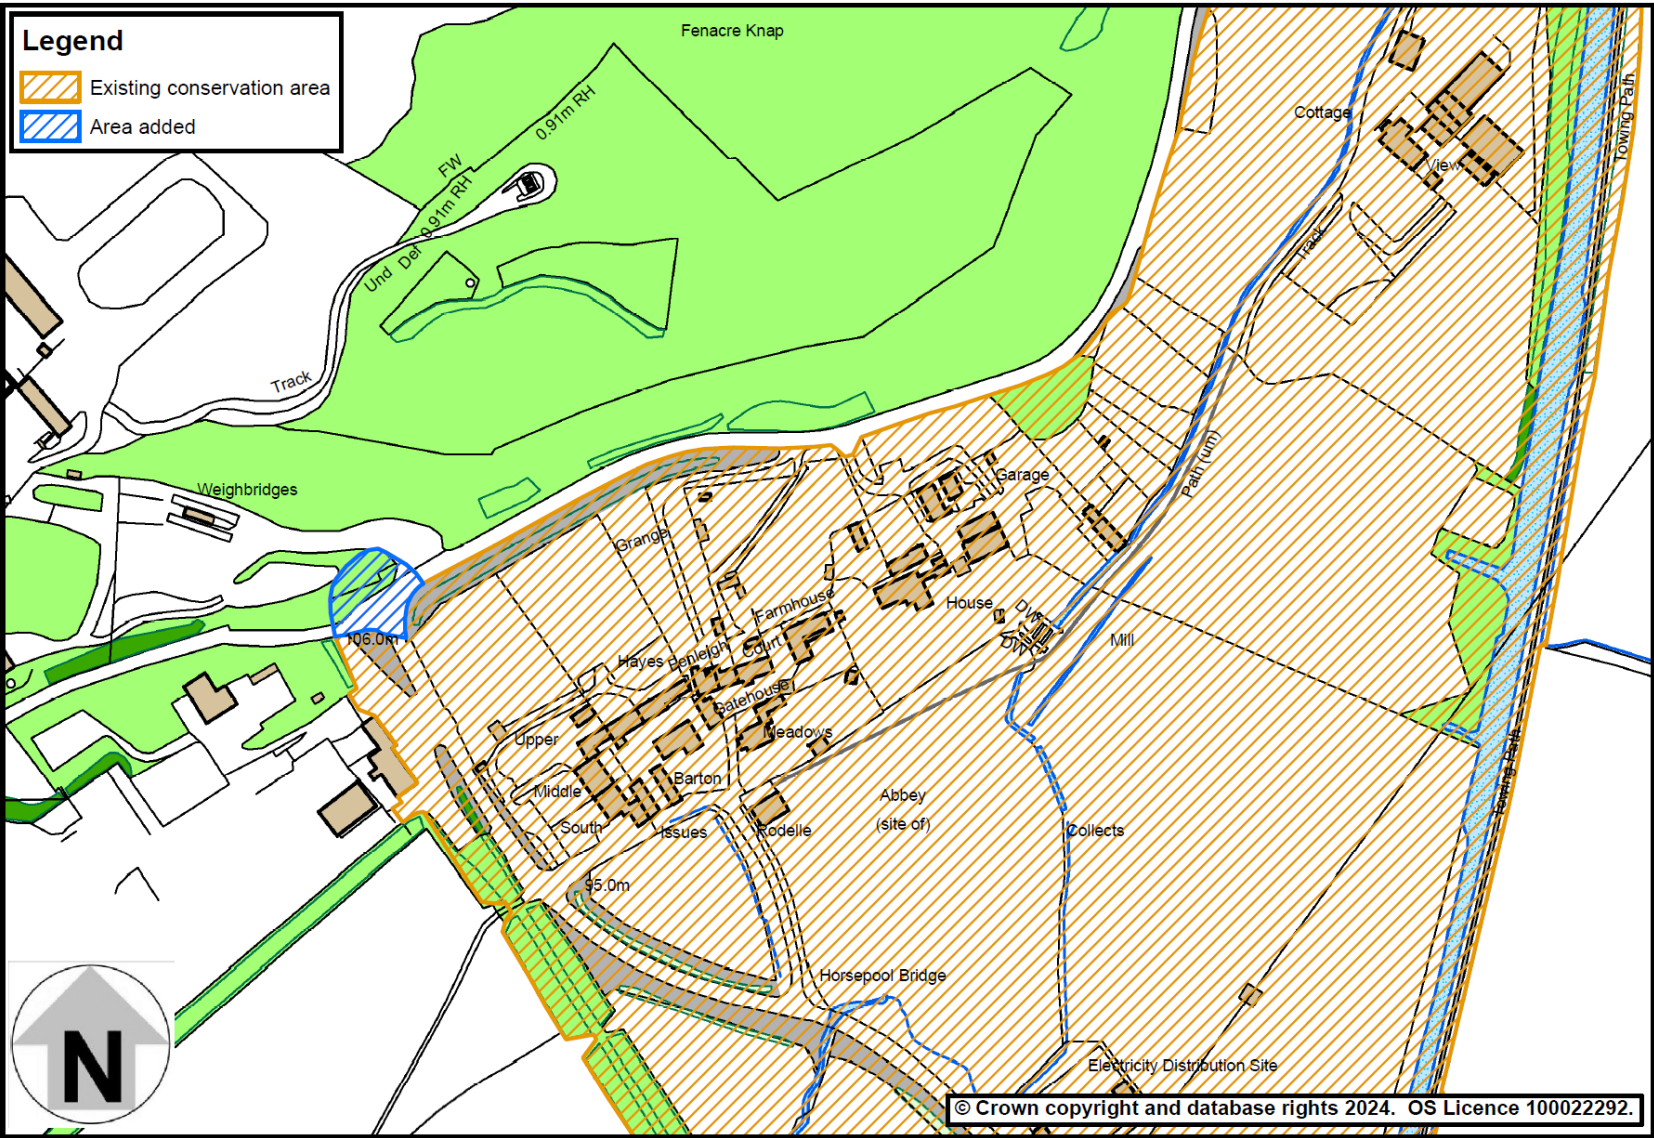 Legend
Existing conservation area
Area added
Fenacre Knap
0.91m RH
FW
0.91m RH
Und
Def
Track
Cottage
View
Towing Path
Track
Path (um)
Weighbridges
Garage
Grange
106.0m
Farmhouse
House
DW
DW
Mill
Hayes
Penleigh
Court
Gatehouse
Upper
Meadows
Barton
Middle
South
Issues
Rodelle
Abbey
(site of)
Collects
Towing Path
95.0m
Horsepool Bridge
Electricity Distribution Site
N
© Crown copyright and database rights 2024. OS Licence 100022292.